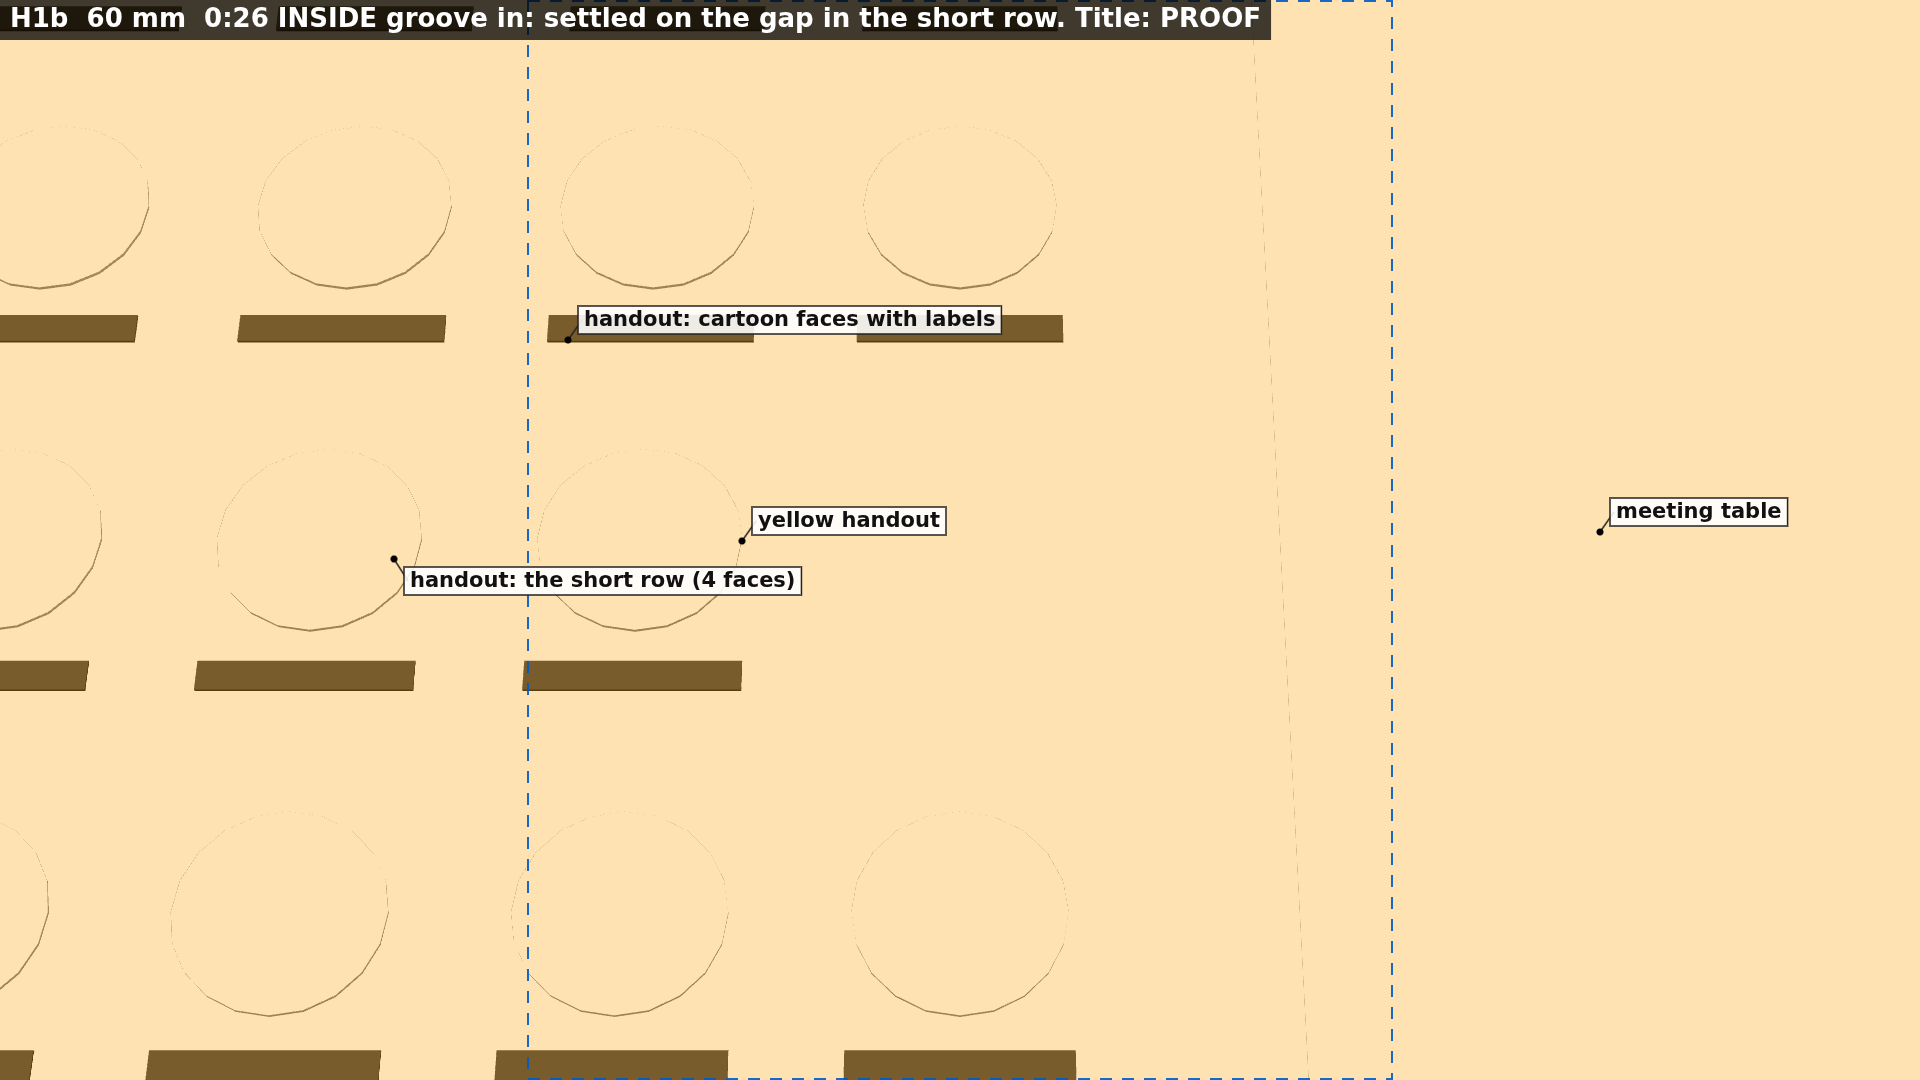 H1b 60 mm 0:26 INSIDE groove in: settled on the gap in the short row. Title: PROOF
handout: cartoon faces with labels
yellow handout
meeting table
handout: the short row (4 faces)